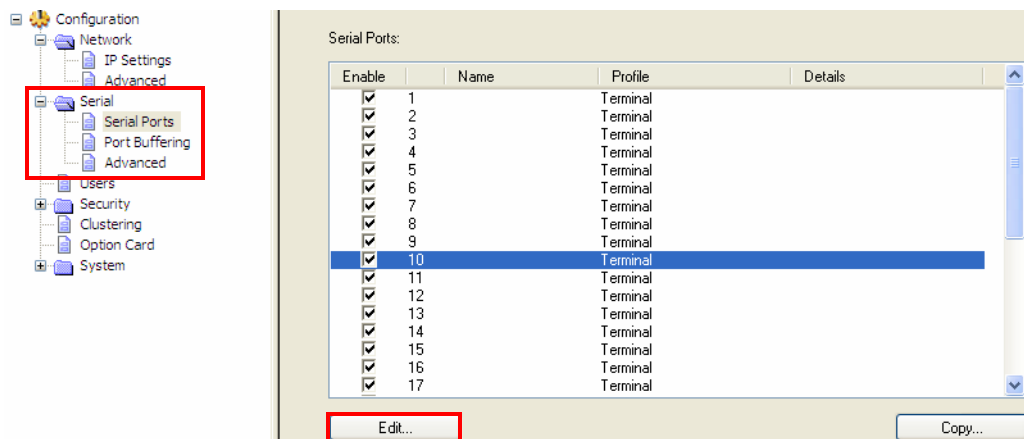 Configuration
Network
IP Settings
Advanced
Serial
Serial Ports
Port Buffering
Advanced
Users
Security
Clustering
Option Card
System
Serial Ports:
Enable Name Profile Details
1 Terminal
2 Terminal
3 Terminal
4 Terminal
5 Terminal
6 Terminal
7 Terminal
8 Terminal
9 Terminal
10 Terminal
11 Terminal
12 Terminal
13 Terminal
14 Terminal
15 Terminal
16 Terminal
17 Terminal
Edit... Copy...